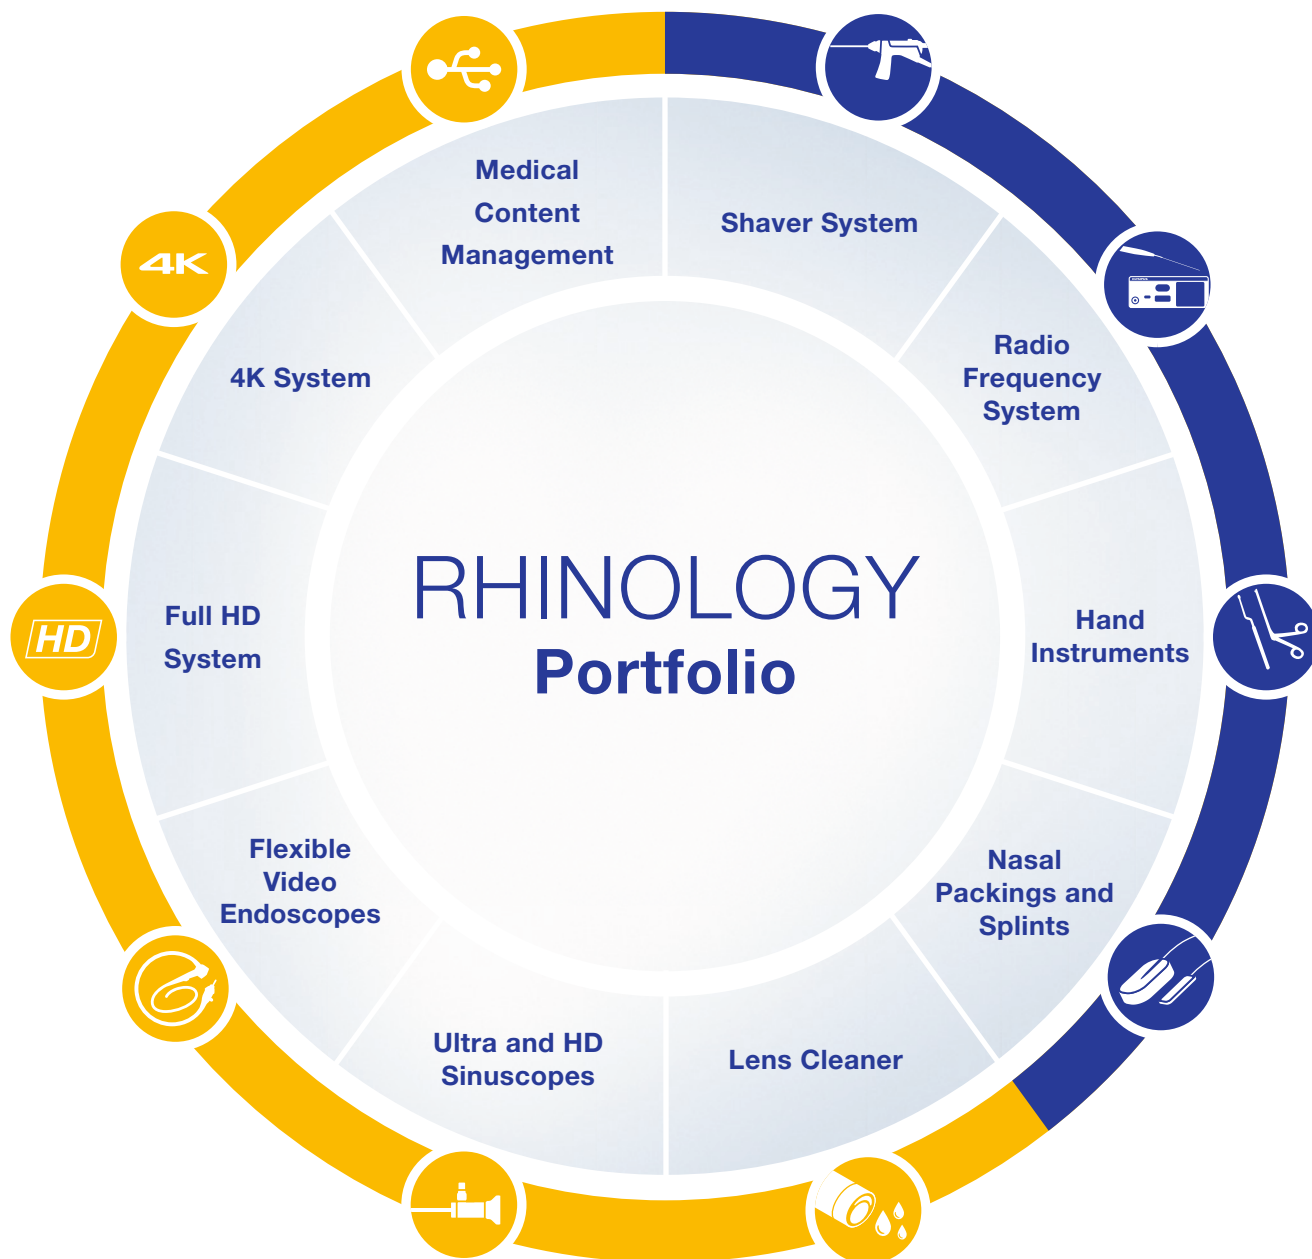 RHINOLOGY
Portfolio
Shaver System
Radio
Frequency
System
Hand
Instruments
Nasal
Packings and
Splints
Lens Cleaner
Ultra and HD
Sinuscopes
Flexible
Video
Endoscopes
Full HD
System
HD
4K System
4K
Medical
Content
Management